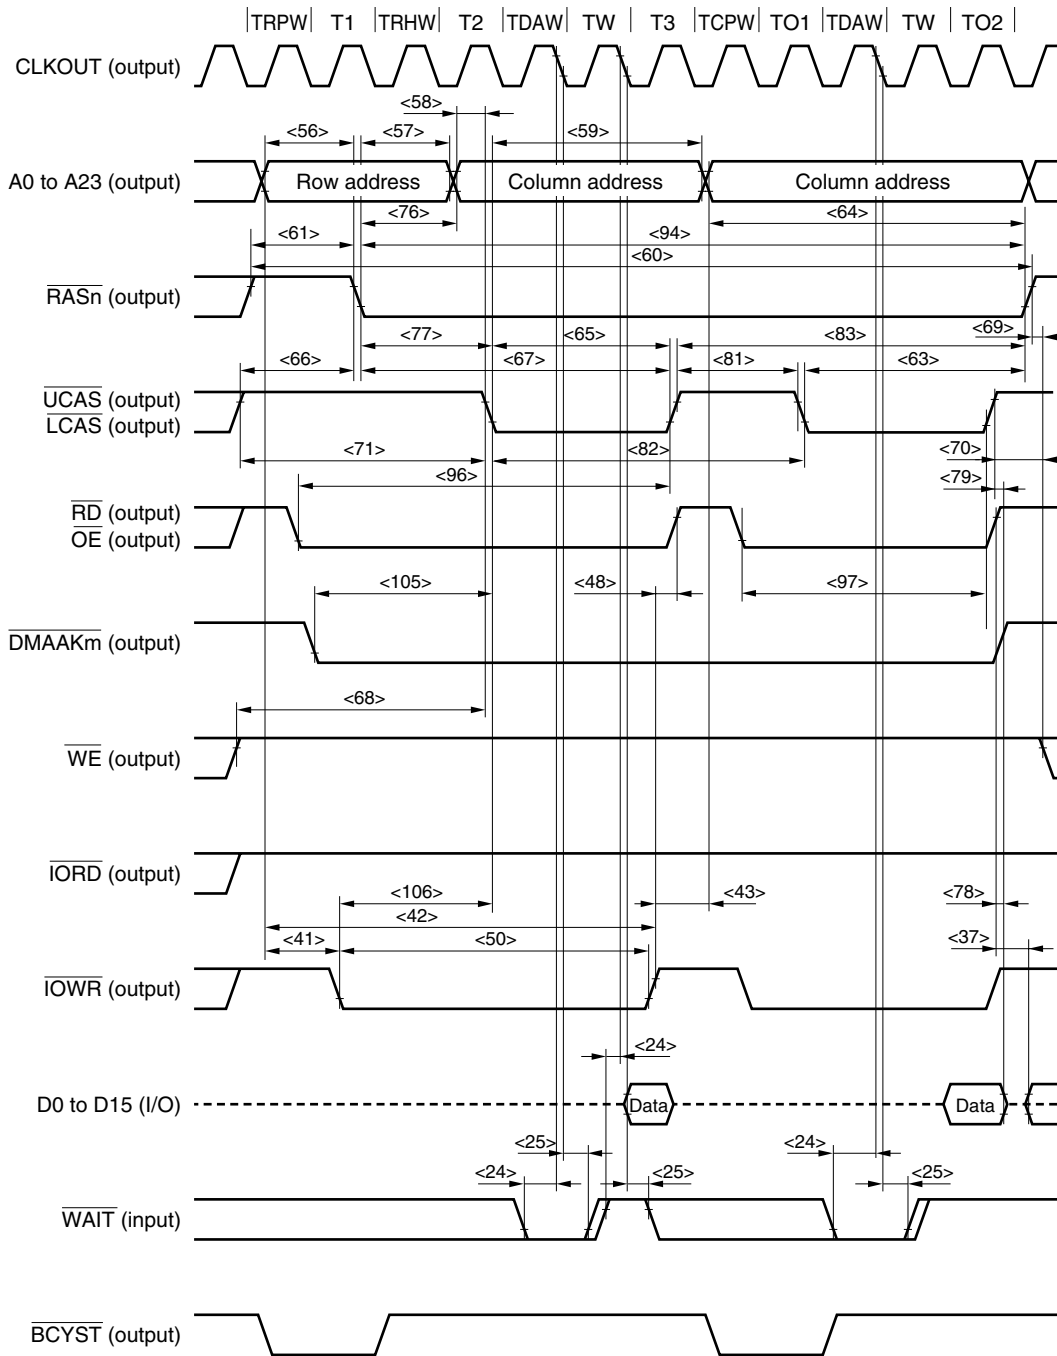 TRPW T1 TRHW T2 TDAW TW T3 TCPW TO1 TDAW TW TO2
CLKOUT (output)
<58>
<56> <57> <59>
A0 to A23 (output) Row address Column address Column address
<76> <64>
<61> <94>
<60>
RASn (output)
<77> <65> <83> <69>
<66> <67> <81> <63>
UCAS (output)
LCAS (output)
<71> <82> <70>
<96> <79>
RD (output)
OE (output)
<105> <48> <97>
DMAAKm (output)
<68>
WE (output)
IORD (output)
<106> <43> <78>
<42>
<41> <50> <37>
IOWR (output)
<24>
D0 to D15 (I/O) Data Data
<25> <24>
<24> <25> <25>
WAIT (input)
BCYST (output)